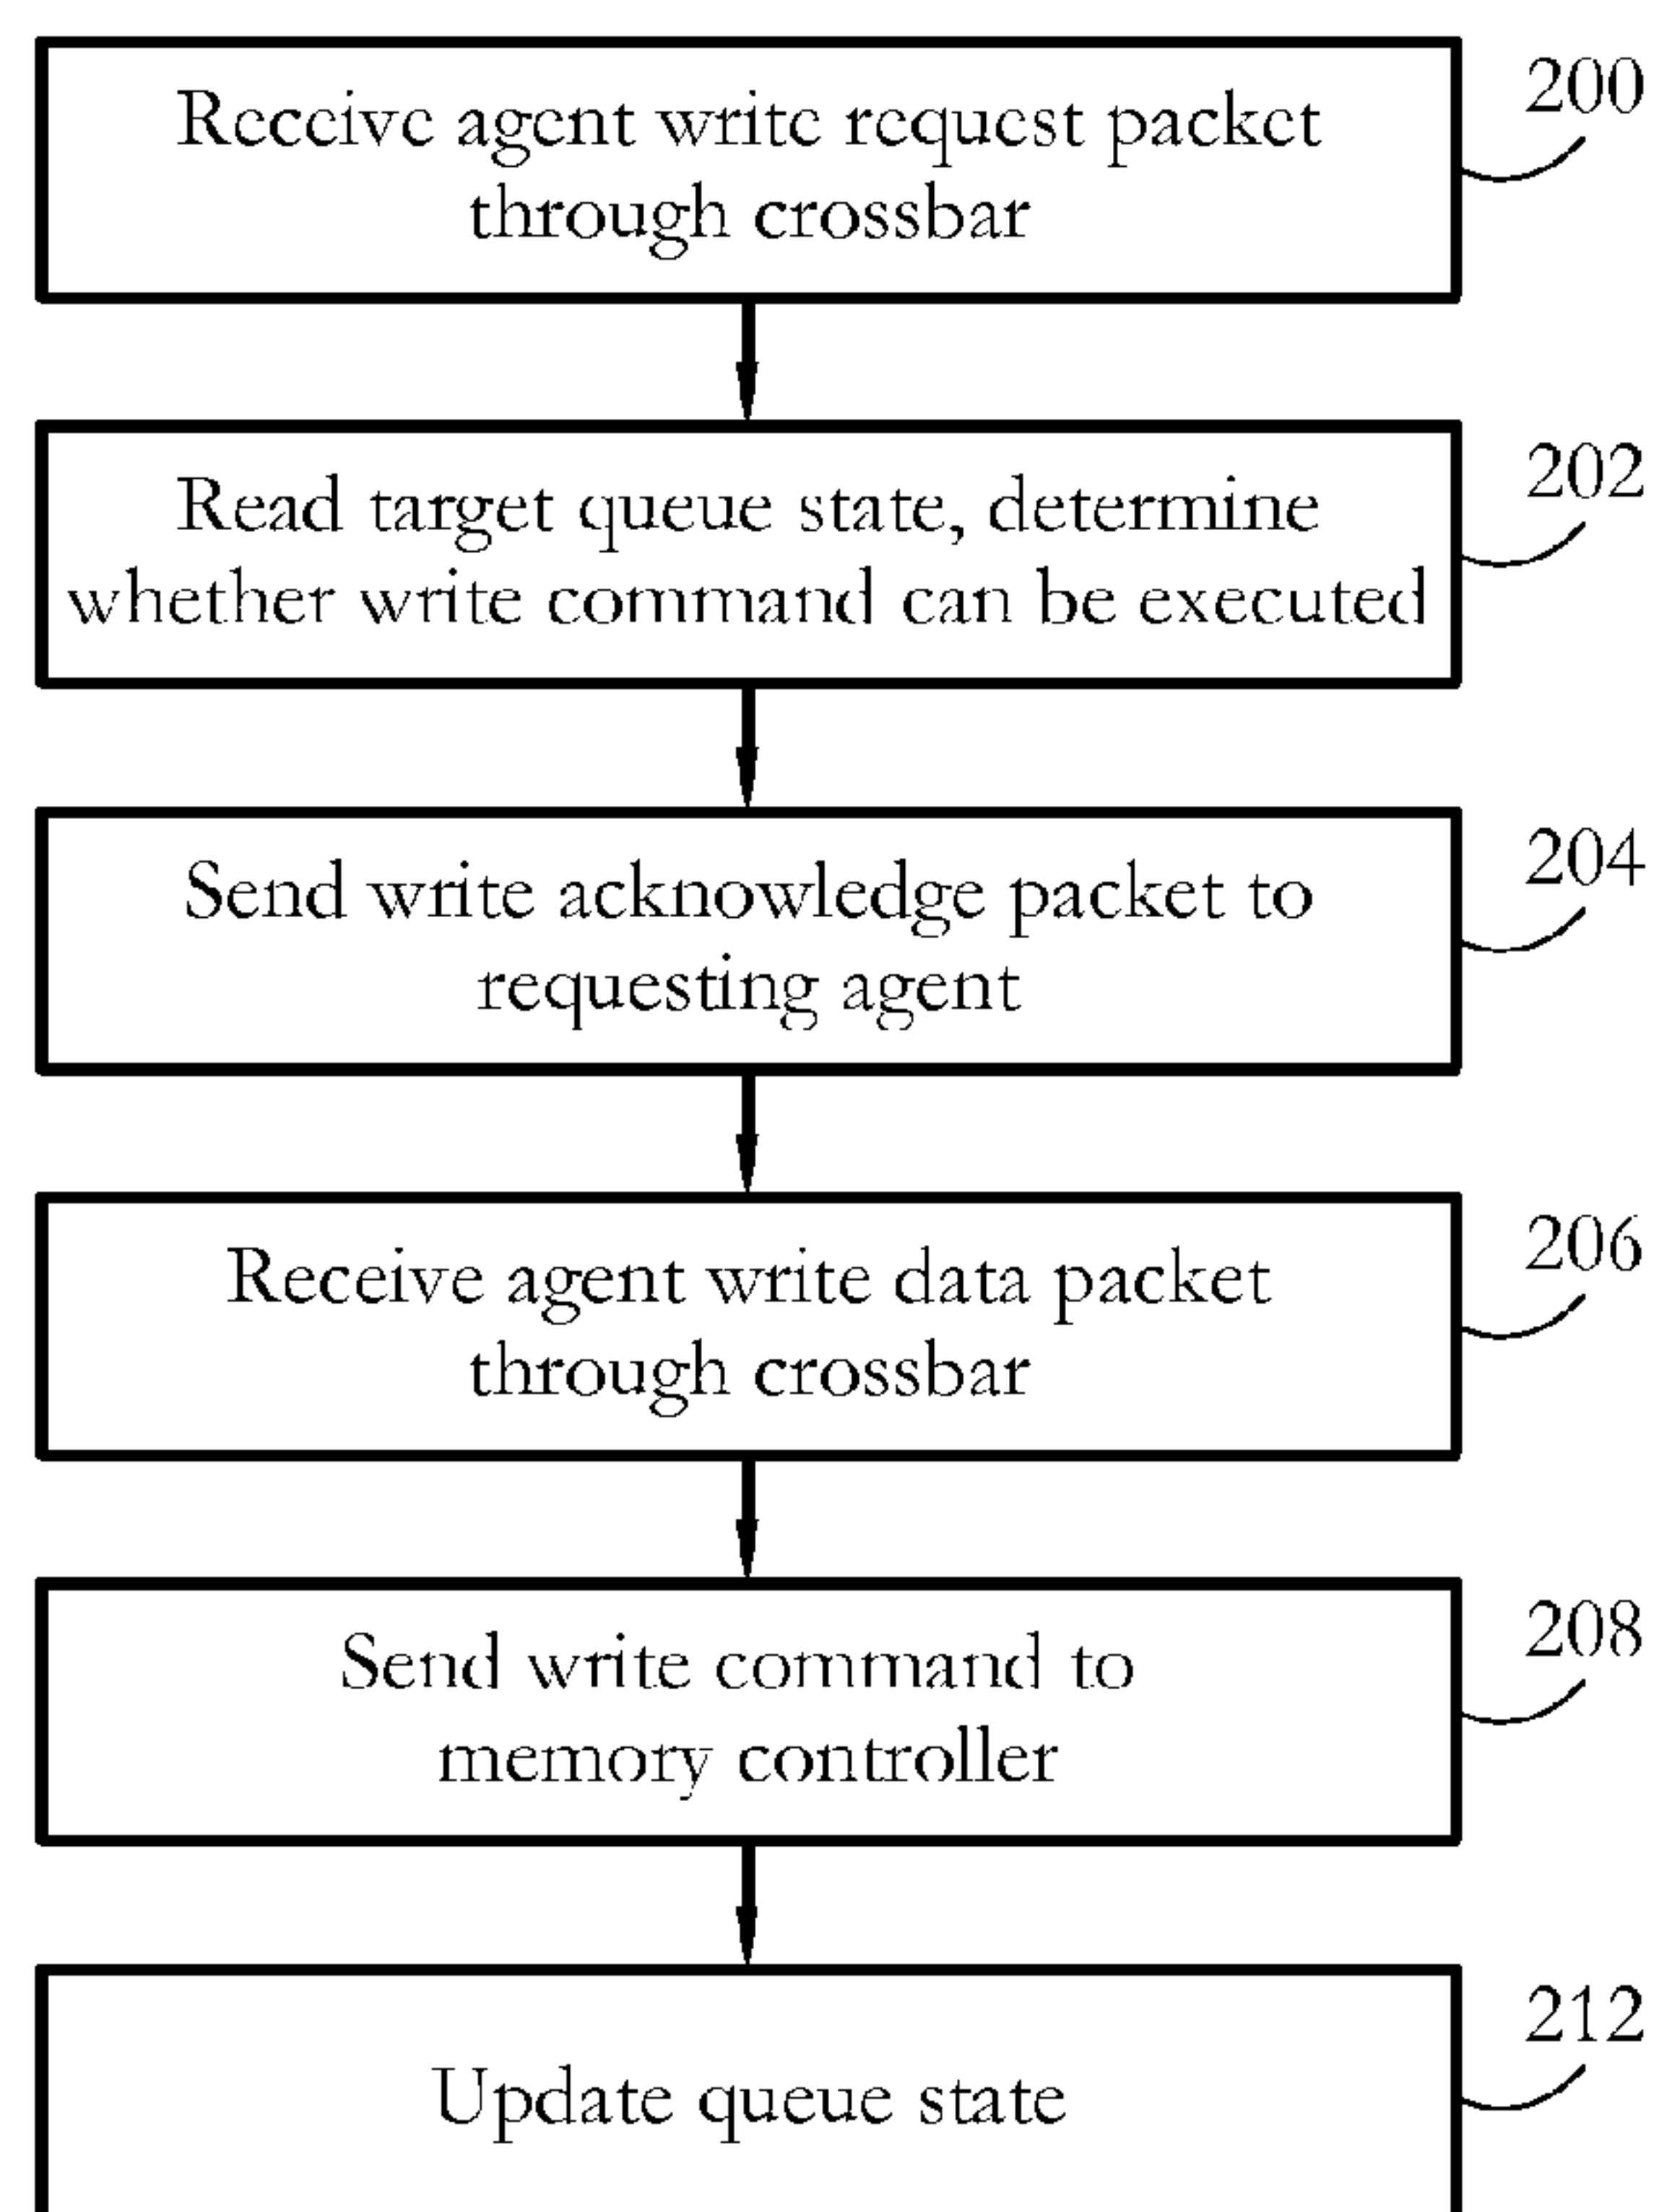 Receive agent write request packet
through crossbar
200
Read target queue state, determine
whether write command can be executed
202
Send write acknowledge packet to
requesting agent
204
Receive agent write data packet
through crossbar
206
Send write command to
memory controller
208
Update queue state
212